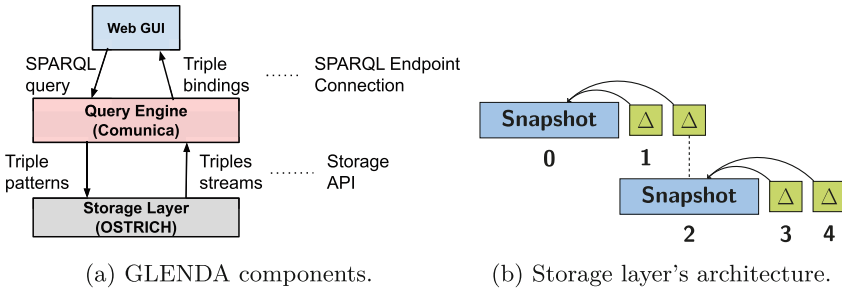 Web GUI
SPARQL
query
Triple
bindings
......
SPARQL Endpoint
Connection
Query Engine
(Comunica)
Triple
patterns
Triples
streams
........
Storage
API
Storage Layer
(OSTRICH)
(a) GLENDA components.
Snapshot
Δ
Δ
0
1
Snapshot
Δ
Δ
2
3
4
(b) Storage layer's architecture.